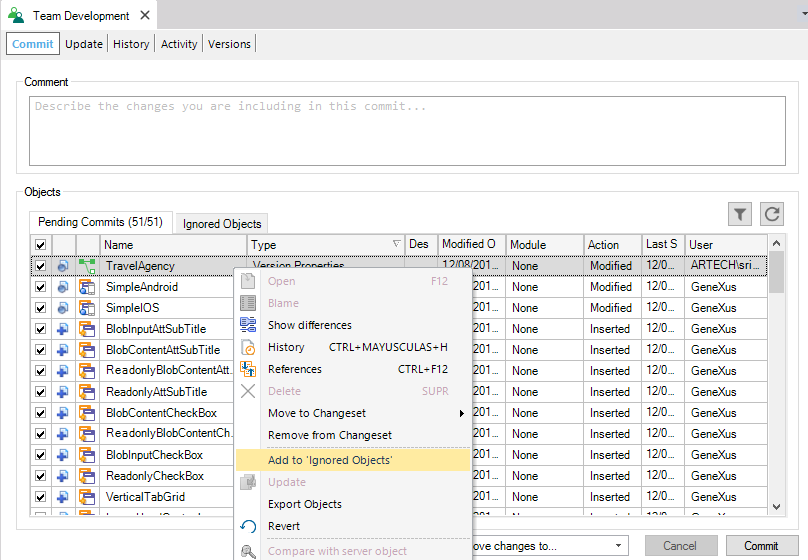 Team Development
Commit Update History Activity Versions
Comment
Describe the changes you are including in this commit...
Objects
Pending Commits (51/51) Ignored Objects
Name Type Des Modified O Module Action Last S User
TravelAgency Version Properties 12/08/201... None Modified 12/0... ARTECH\sri...
SimpleAndroid 201... None Modified 12/0... GeneXus
SimpleIOS 201... None Modified 12/0... GeneXus
BlobInputAttSubTitle 201... None Inserted 12/0... GeneXus
BlobContentAttSubTitle 201... None Inserted 12/0... GeneXus
ReadonlyBlobContentAtt... 201... None Inserted 12/0... GeneXus
ReadonlyAttSubTitle 201... None Inserted 12/0... GeneXus
BlobContentCheckBox 201... None Inserted 12/0... GeneXus
ReadonlyBlobContentCh... 201... None Inserted 12/0... GeneXus
BlobInputCheckBox 201... None Inserted 12/0... GeneXus
ReadonlyCheckBox 201... None Inserted 12/0... GeneXus
VerticalTabGrid 201... None Inserted 12/0... GeneXus
Open F12
Blame
Show differences
History CTRL+MAYUSCULAS+H
References CTRL+F12
Delete SUPR
Move to Changeset
Remove from Changeset
Add to 'Ignored Objects'
Update
Export Objects
Revert
Compare with server object
ove changes to...
Cancel
Commit